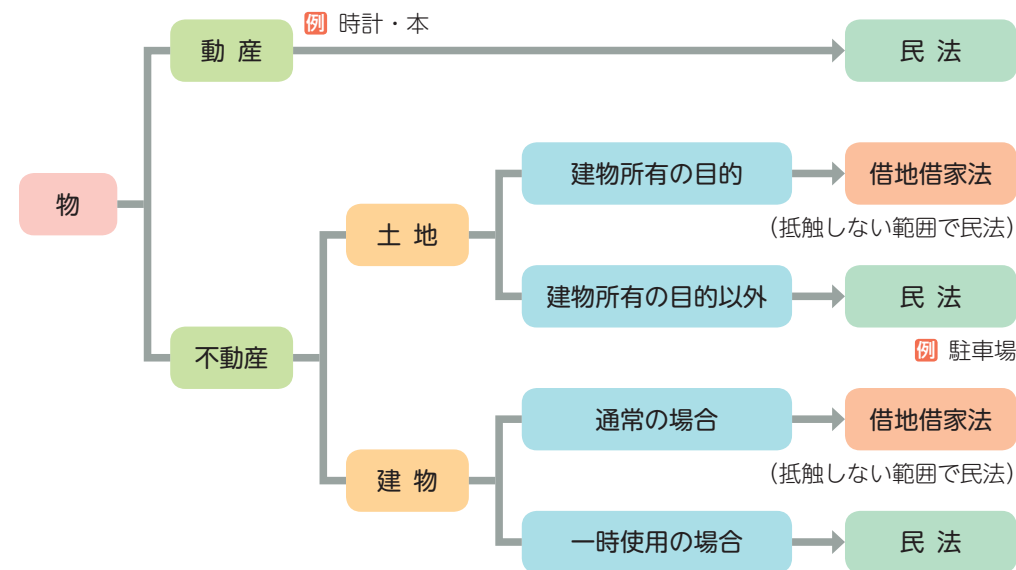 例 時計・本
動 産
民 法
物
建物所有の目的
借地借家法
(抵触しない範囲で民法)
土 地
建物所有の目的以外
民 法
例 駐車場
不動産
通常の場合
借地借家法
(抵触しない範囲で民法)
建 物
一時使用の場合
民 法